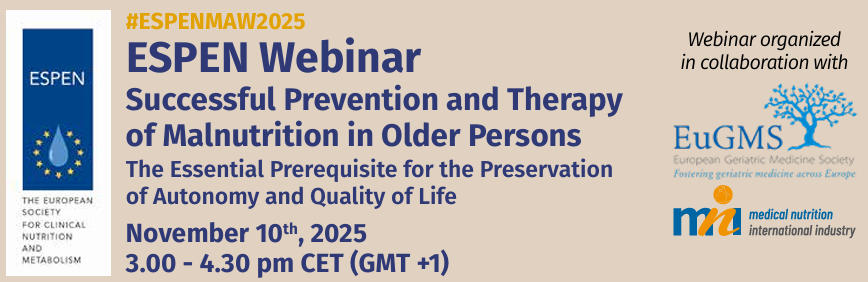 ESPEN
THE EUROPEAN
SOCIETY
FOR CLINICAL
NUTRITION
AND
METABOLISM
#ESPENMAW2025
ESPEN Webinar
Successful Prevention and Therapy
of Malnutrition in Older Persons
The Essential Prerequisite for the Preservation
of Autonomy and Quality of Life
November 10th, 2025
3.00 - 4.30 pm CET (GMT +1)
Webinar organized
in collaboration with
EuGMS
European Geriatric Medicine Society
Fostering geriatric medicine across Europe
mni medical nutrition
international industry